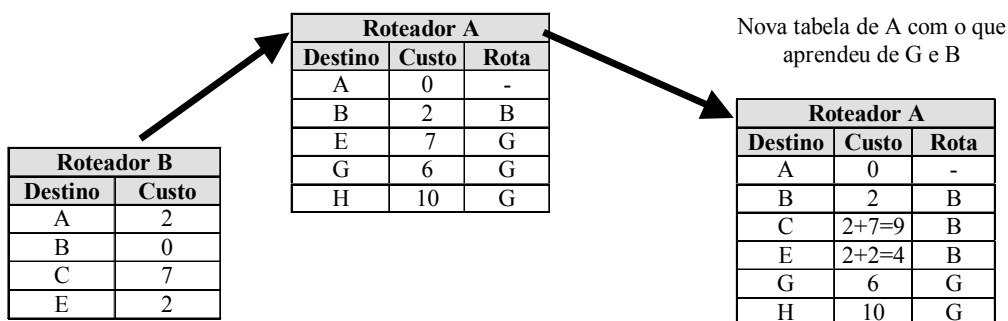 Roteador B
Destino Custo
A 2
B 0
C 7
E 2
Roteador A
Destino Custo Rota
A 0 -
B 2 B
E 7 G
G 6 G
H 10 G
Nova tabela de A com o que
aprendeu de G e B
Roteador A
Destino Custo Rota
A 0 -
B 2 B
C 2+7=9 B
E 2+2=4 B
G 6 G
H 10 G